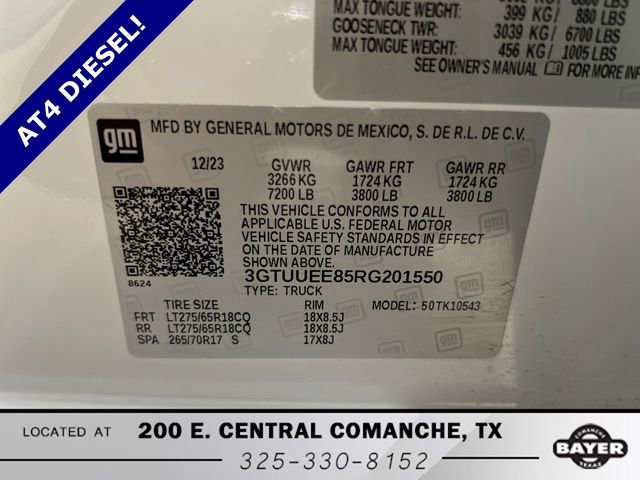 AT4 DIESEL!
MAX TONGUE WEIGHT:
399 KG/ 880 LBS
GOOSENECK TWR:
3039 KG/ 6700 LBS
MAX TONGUE WEIGHT:
456 KG/ 1005 LBS
SEE OWNER'S MANUAL FOR MORE IN
gm
MFD BY GENERAL MOTORS DE MEXICO, S. DE R.L. DE C.V.
12/23 GVWR GAWR FRT GAWR RR
3266 KG 1724 KG 1724 KG
7200 LB 3800 LB 3800 LB
THIS VEHICLE CONFORMS TO ALL
APPLICABLE U.S. FEDERAL MOTOR
VEHICLE SAFETY STANDARDS IN EFFECT
ON THE DATE OF MANUFACTURE SHOWN ABOVE
3GTUUEE85RG201550
8624
TYPE: TRUCK MODEL: 50TK10543
TIRE SIZE RIM
FRT LT275/65R18CQ 18X8.5J
RR LT275/65R18CQ 18X8.5J
SPA 265/70R17 S 17X8J
LOCATED AT 200 E. CENTRAL COMANCHE, TX
325-330-8152
COMANCHE
BAYER
TEXAS